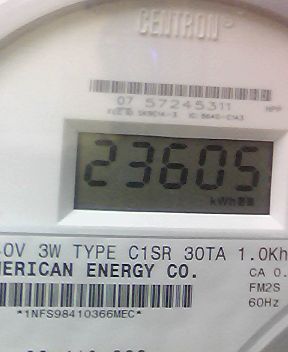 CENTRON®
07 57245311
23605
kWh
0V 3W TYPE C1SR 30TA 1.0Kh
MERICAN ENERGY CO.
CA 0.
FM2S
60Hz
*1NFS98410366MEC*